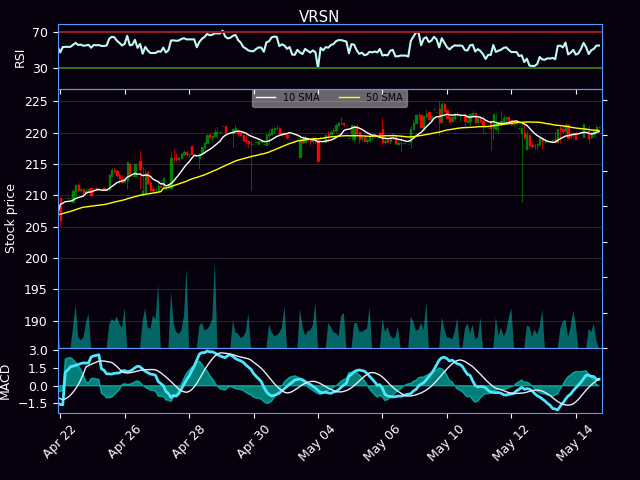 VRSN
RSI
70
30
10 SMA
50 SMA
Stock price
225
220
215
210
205
200
195
190
MACD
3.0
1.5
0.0
−1.5
Apr 22
Apr 26
Apr 28
Apr 30
May 04
May 06
May 10
May 12
May 14